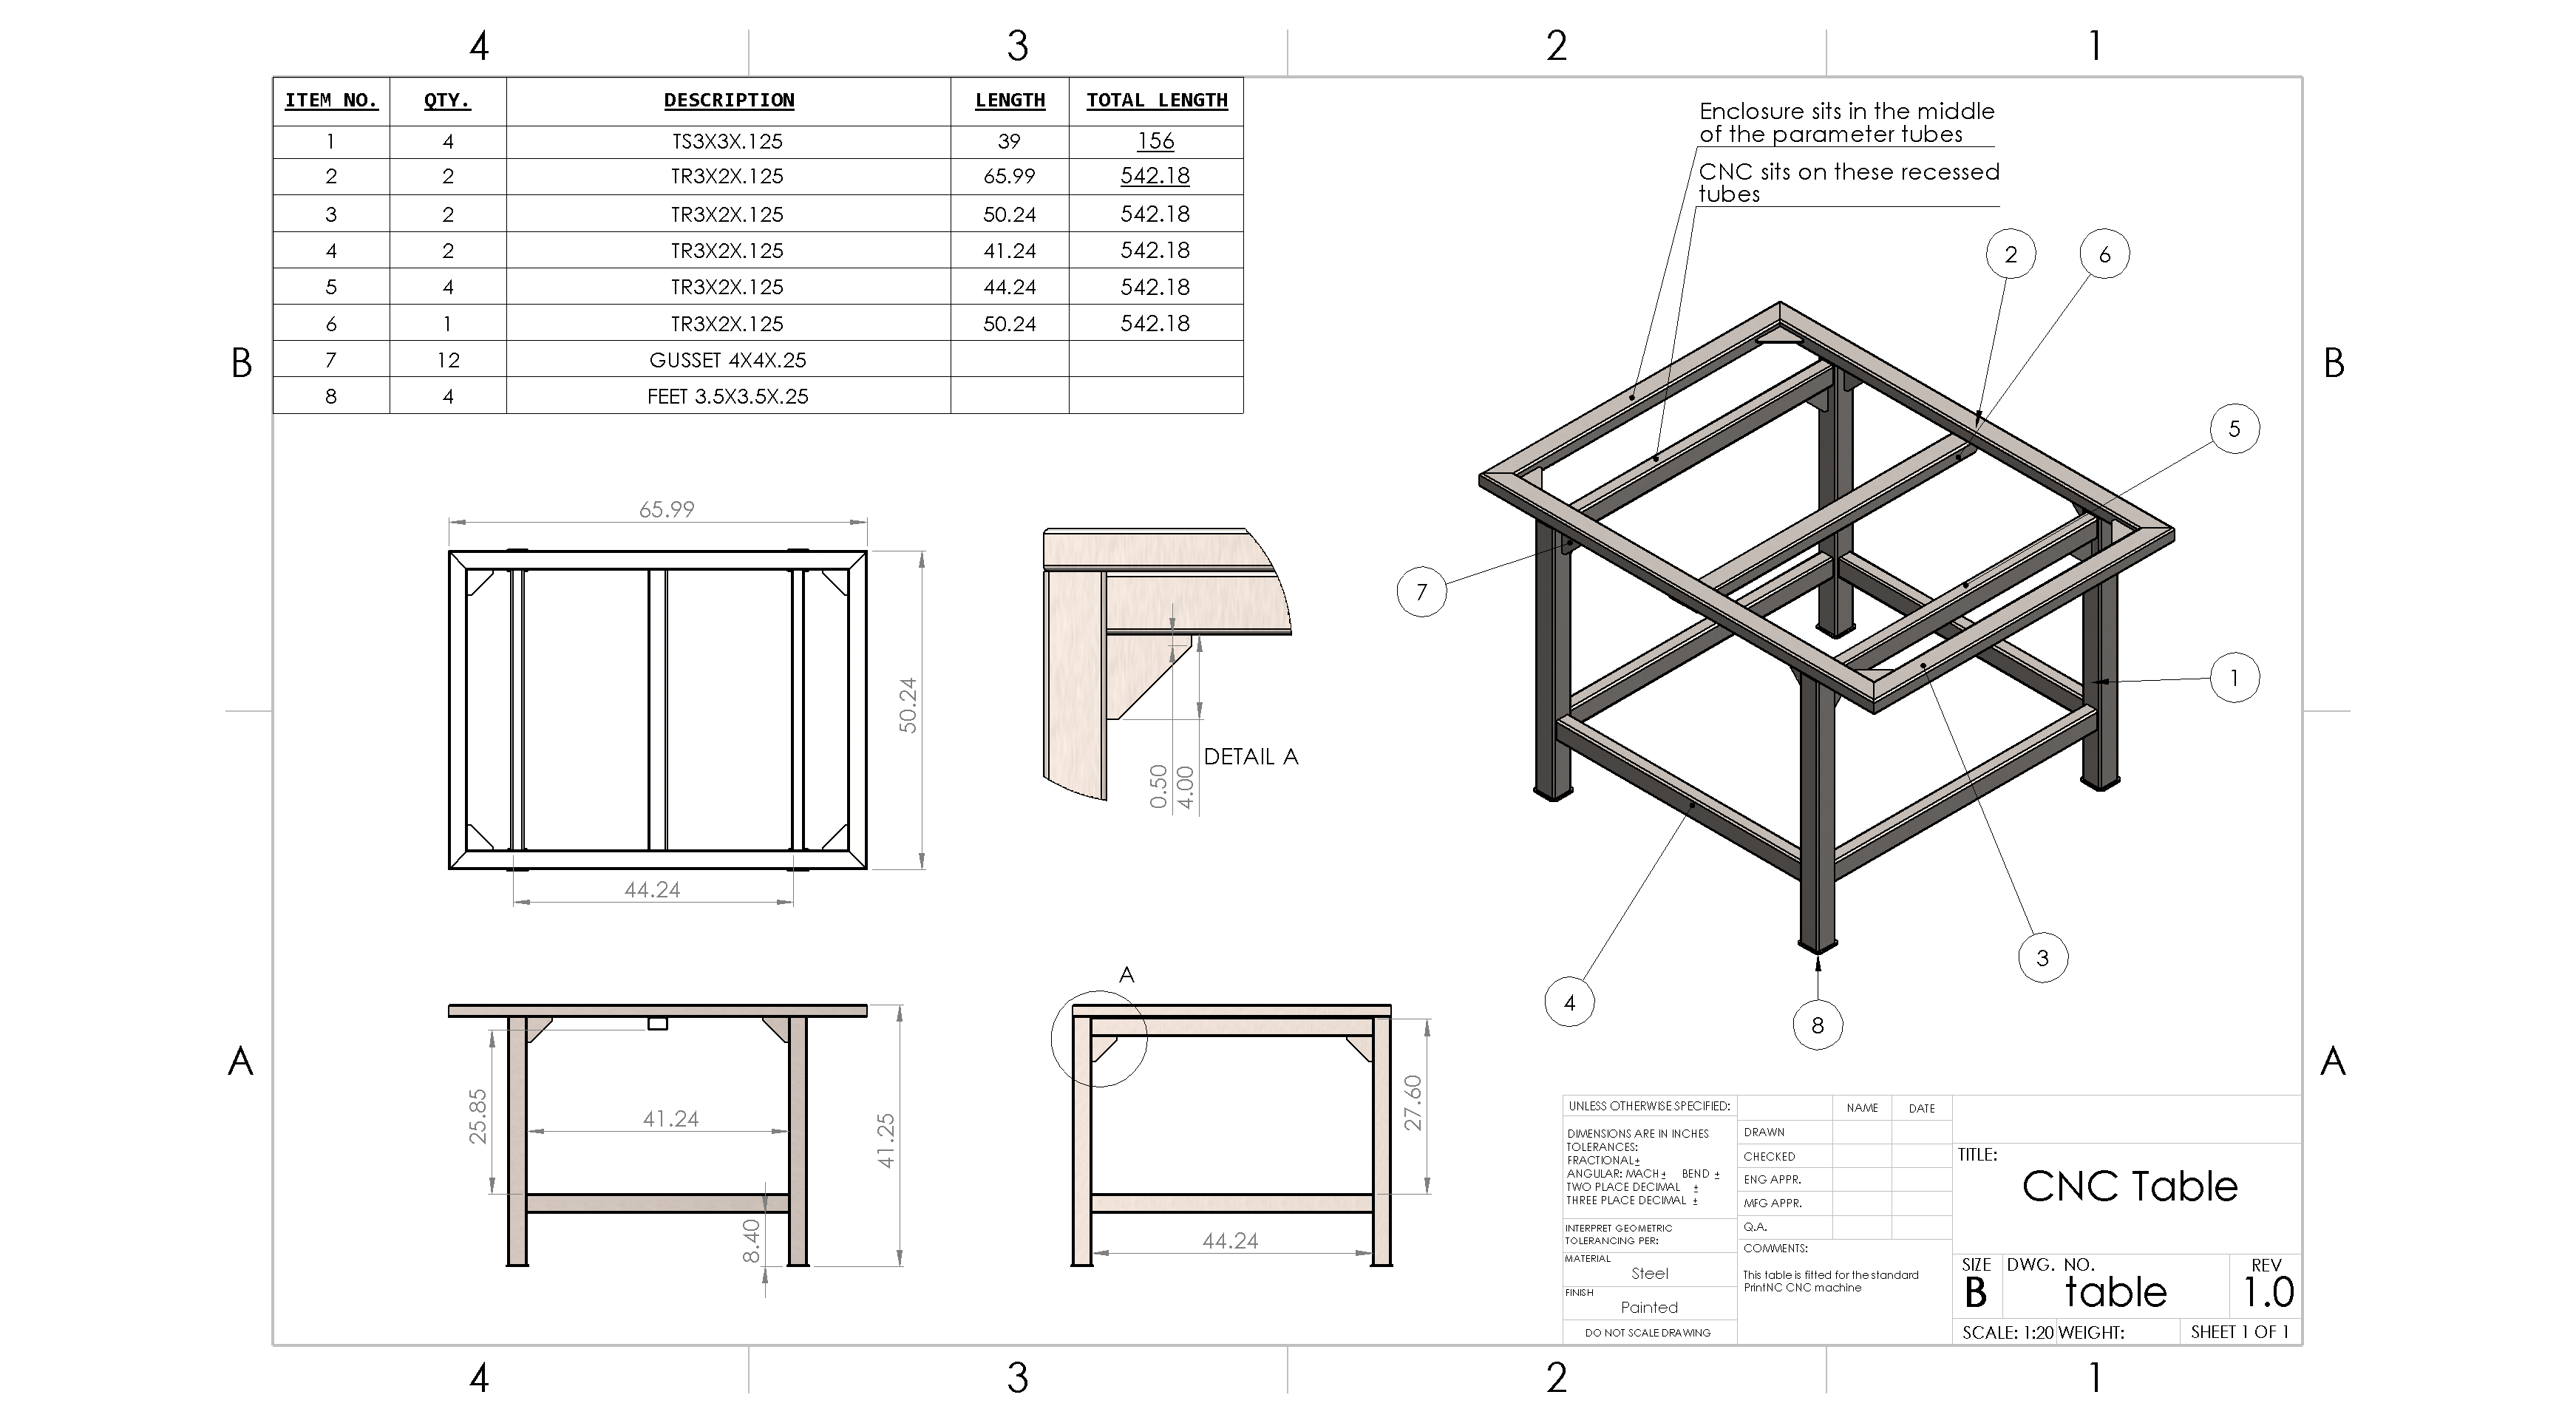 4 3 2 1
ITEM NO. QTY. DESCRIPTION LENGTH TOTAL LENGTH
1 4 TS3X3X.125 39 156
2 2 TR3X2X.125 65.99 542.18
3 2 TR3X2X.125 50.24 542.18
4 2 TR3X2X.125 41.24 542.18
5 4 TR3X2X.125 44.24 542.18
6 1 TR3X2X.125 50.24 542.18
7 12 GUSSET 4X4X.25
8 4 FEET 3.5X3.5X.25
Enclosure sits in the middle
of the parameter tubes
CNC sits on these recessed
tubes
2 6
B B
5
7
1
3
4
8
65.99
50.24
44.24
0.50
4.00
DETAIL A
A
25.85
41.24
41.25
8.40
27.60
44.24
A A
UNLESS OTHERWISE SPECIFIED:
DIMENSIONS ARE IN INCHES
TOLERANCES:
FRACTIONAL±
ANGULAR: MACH± BEND ±
TWO PLACE DECIMAL ±
THREE PLACE DECIMAL ±
INTERPRET GEOMETRIC
TOLERANCING PER:
MATERIAL
Steel
FINISH
Painted
DO NOT SCALE DRAWING
NAME DATE
DRAWN
CHECKED
ENG APPR.
MFG APPR.
Q.A.
COMMENTS:
This table is fitted for the standard
PrintNC CNC machine
TITLE:
CNC Table
SIZE DWG. NO. REV
B table 1.0
SCALE: 1:20 WEIGHT: SHEET 1 OF 1
4 3 2 1